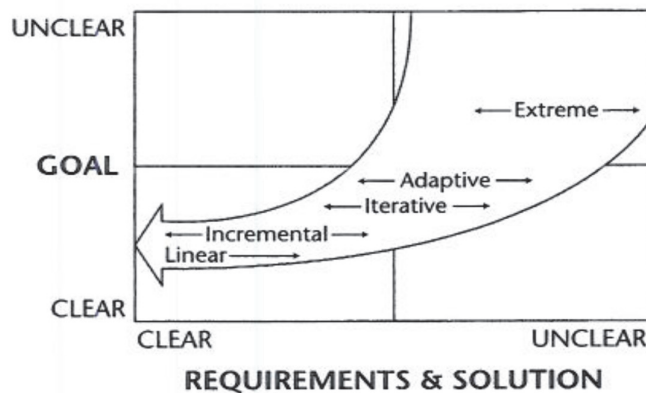 UNCLEAR
Extreme
GOAL
Adaptive
Iterative
Incremental
Linear
CLEAR
CLEAR UNCLEAR
REQUIREMENTS & SOLUTION